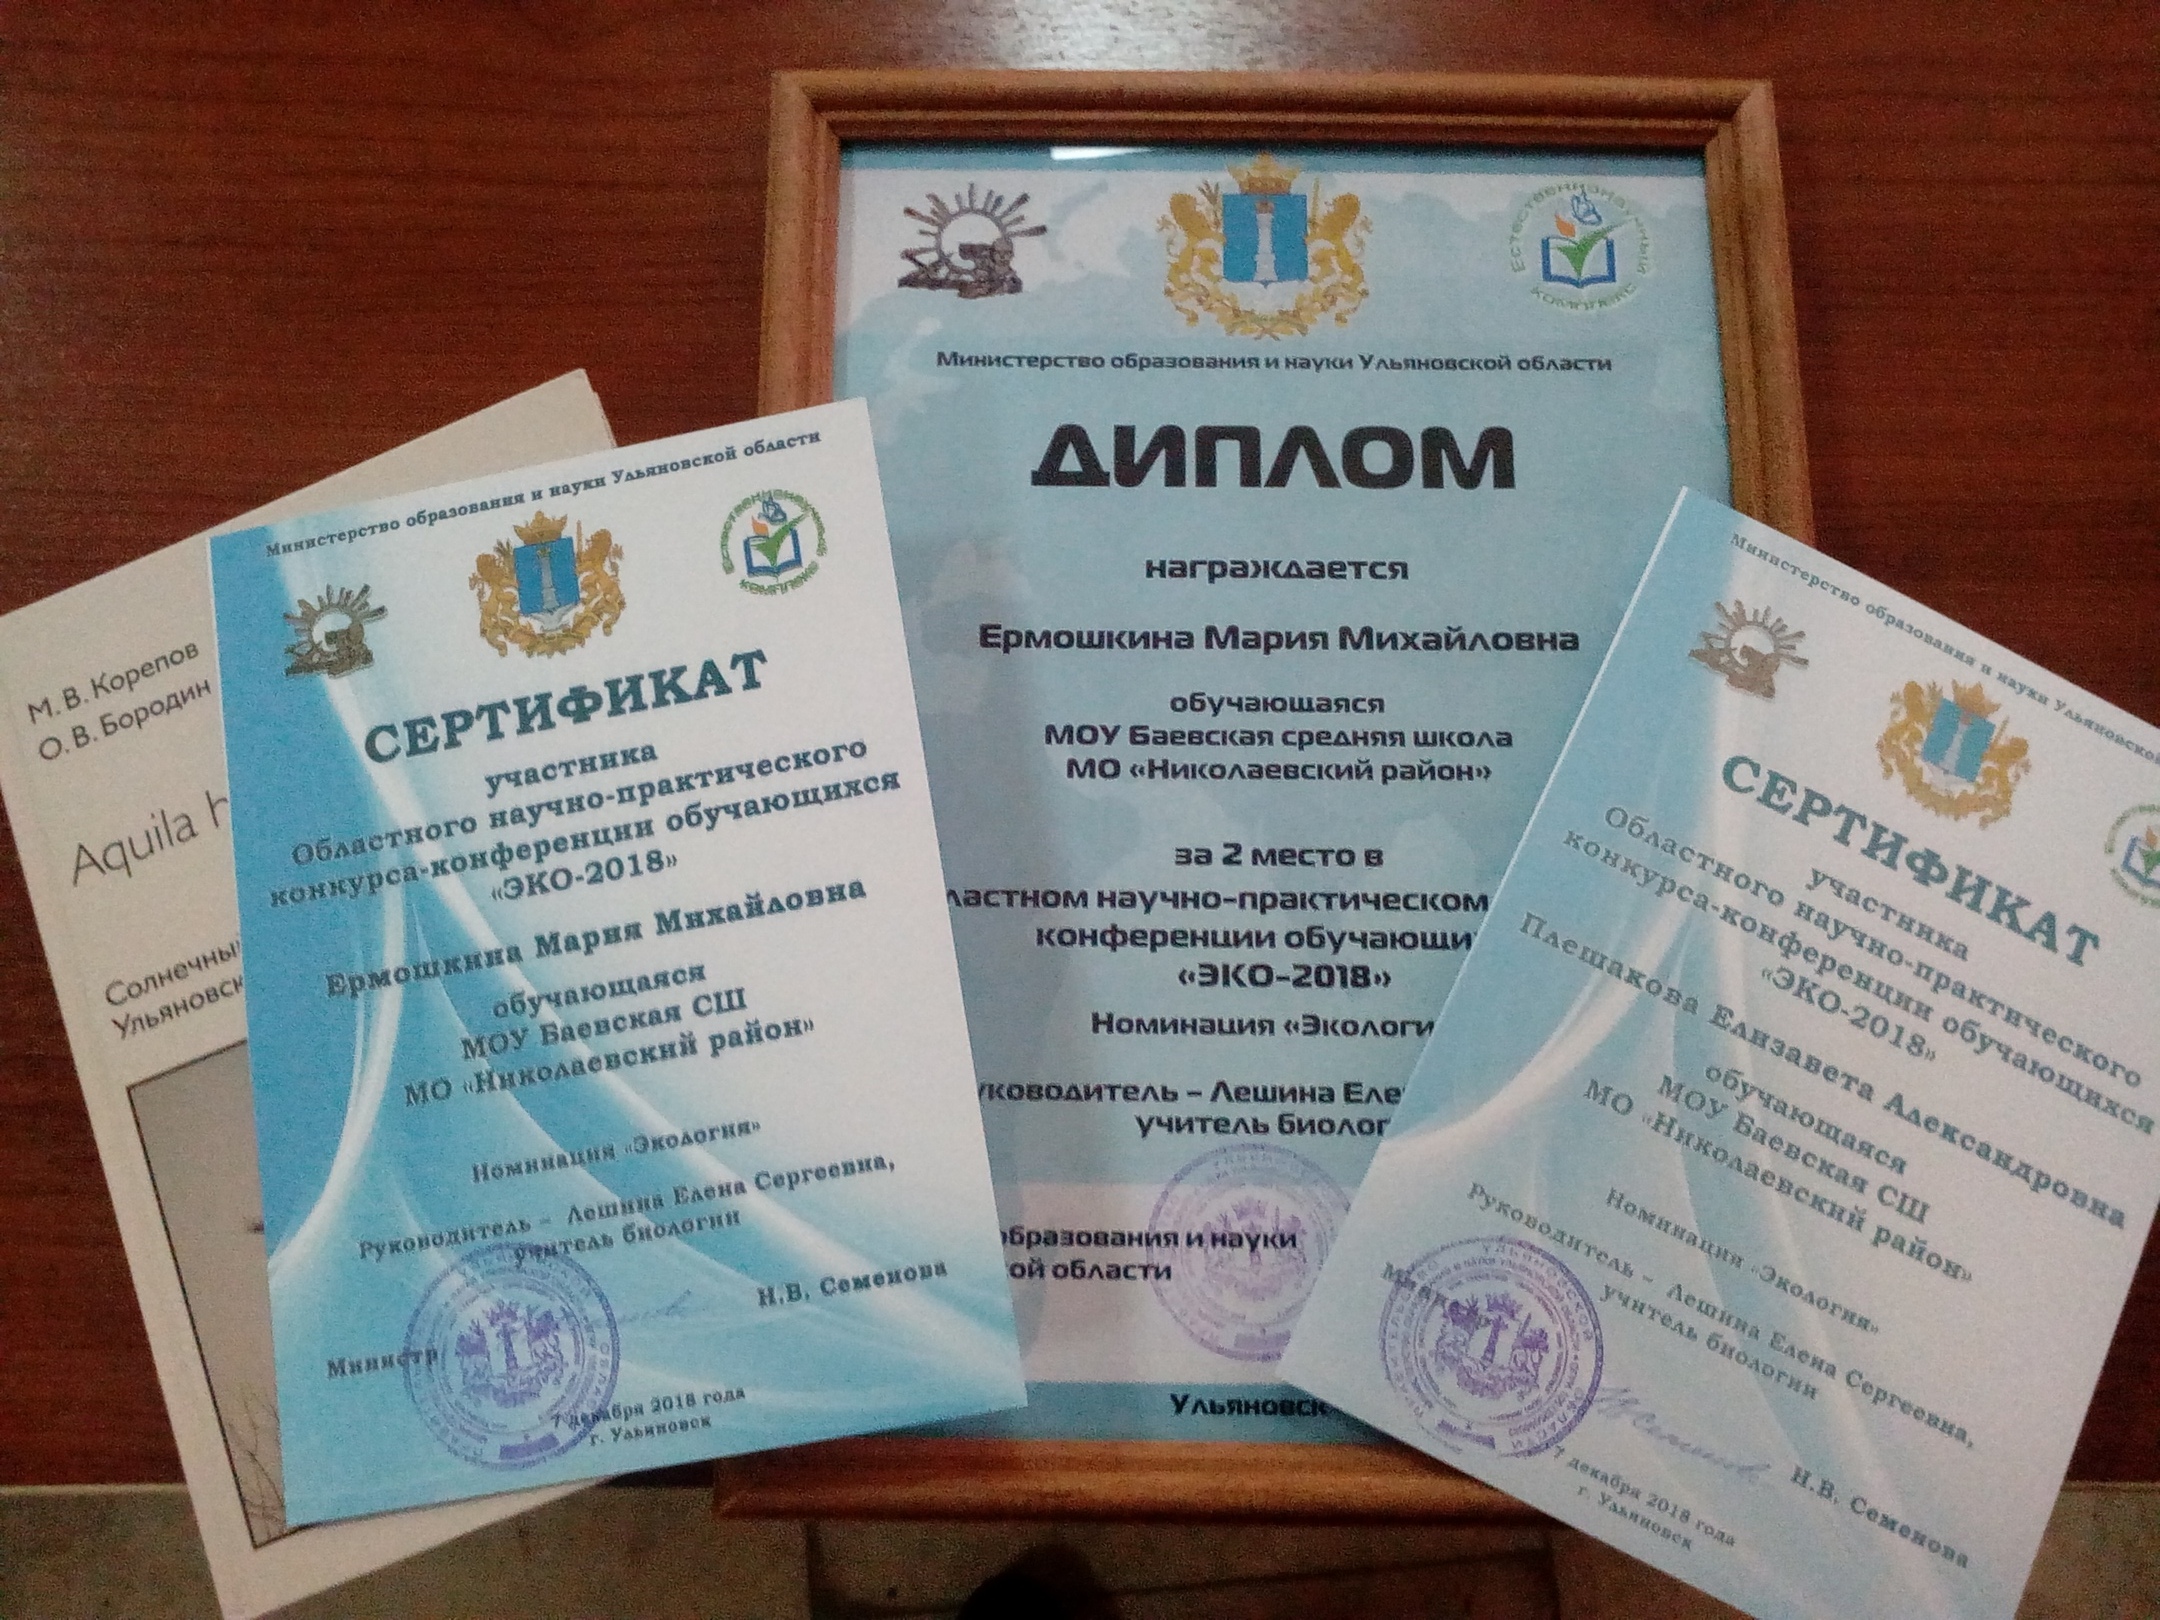 М. В. Корепов
О. В. Бородин
Aquila h
Солнечны
Ульяновск
Министерство образования и науки Ульяновской области
ЕСТЕСТВЕННОНАУЧНЫЙ
КОМПЛЕКС
СЕРТИФИКАТ
участника
Областного научно-практического
конкурса-конференции обучающихся
«ЭКО-2018»
Ермошкина Мария Михайловна
обучающаяся
МОУ Баевская СШ
МО «Николаевский район»
Номинация «Экология»
Руководитель – Лешина Елена Сергеевна,
учитель биологии
Министр
Н.В. Семенова
7 декабря 2018 года
г. Ульяновск
ЕСТЕСТВЕННОНАУЧНЫЙ
КОМПЛЕКС
Министерство образования и науки Ульяновской области
ДИПЛОМ
награждается
Ермошкина Мария Михайловна
обучающаяся
МОУ Баевская средняя школа
МО «Николаевский район»
за 2 место в
ластном научно-практическом
конференции обучающи
«ЭКО-2018»
Номинация «Экологи
уководитель – Лешина Еле
учитель биолог
образования и науки
ой области
Ульяновск
Министерство образования и науки Ульяновской
СЕРТИФИКАТ
участника
Областного научно-практического
конкурса-конференции обучающихся
«ЭКО-2018»
Плешакова Елизавета Александровна
обучающаяся
МОУ Баевская СШ
МО «Николаевский район»
Номинация «Экология»
Руководитель – Лешина Елена Сергеевна,
учитель биологии
Н.В. Семенова
7 декабря 2018 года
г. Ульяновск